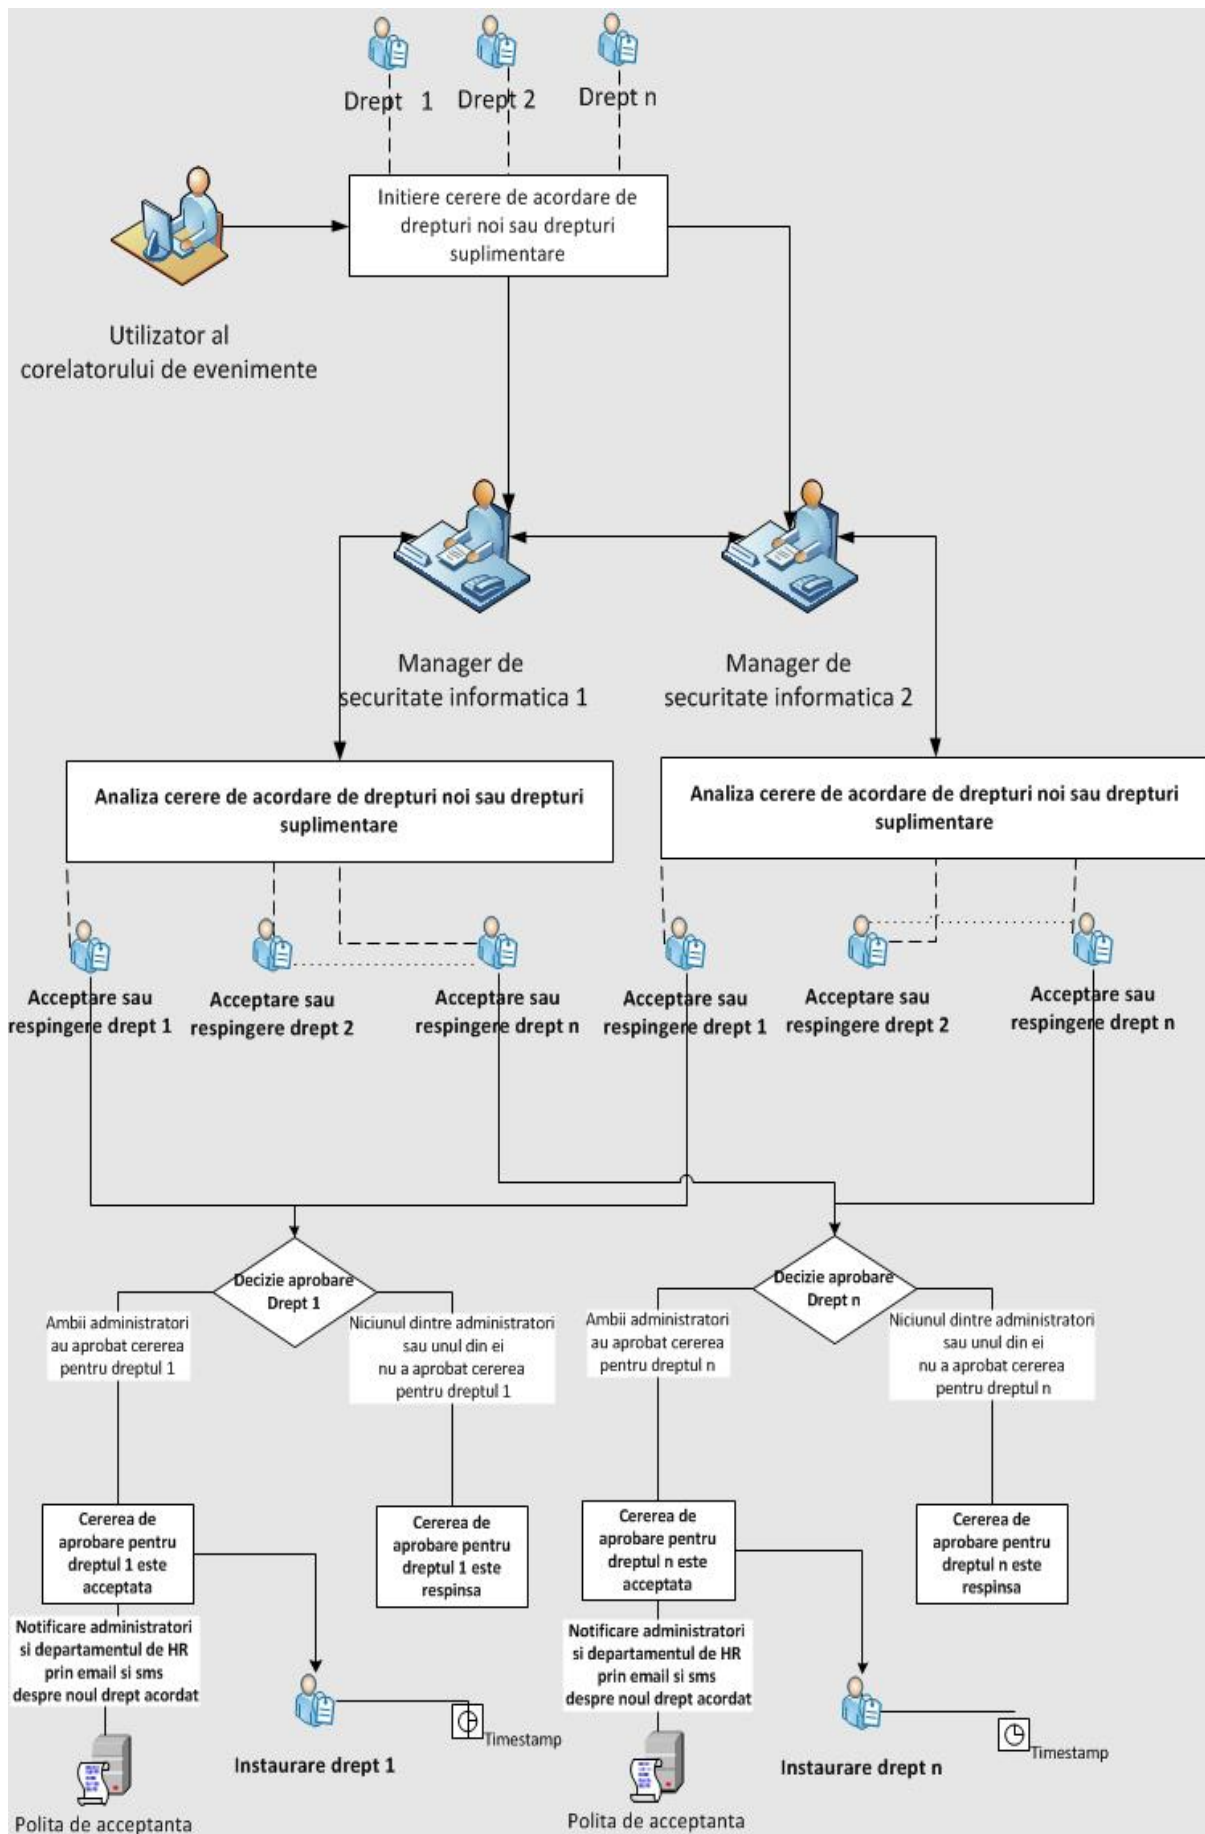 Drept 1
Drept 2
Drept n
Initiere cerere de acordare de
drepturi noi sau drepturi
suplimentare
Utilizator al
corelatorului de evenimente
Manager de
securitate informatica 1
Manager de
securitate informatica 2
Analiza cerere de acordare de drepturi noi sau drepturi
suplimentare
Analiza cerere de acordare de drepturi noi sau drepturi
suplimentare
Acceptare sau
respingere drept 1
Acceptare sau
respingere drept 2
Acceptare sau
respingere drept n
Acceptare sau
respingere drept 1
Acceptare sau
respingere drept 2
Acceptare sau
respingere drept n
Decizie aprobare
Drept 1
Decizie aprobare
Drept n
Ambii administratori
au aprobat cererea
pentru dreptul 1
Niciunul dintre administratori
sau unul din ei
nu a aprobat cererea
pentru dreptul 1
Ambii administratori
au aprobat cererea
pentru dreptul n
Niciunul dintre administratori
sau unul din ei
nu a aprobat cererea
pentru dreptul n
Cererea de
aprobare pentru
dreptul 1 este
acceptata
Cererea de
aprobare pentru
dreptul 1 este
respinsa
Cererea de
aprobare pentru
dreptul n este
acceptata
Cererea de
aprobare pentru
dreptul n este
respinsa
Notificare administratori
si departamentul de HR
prin email si sms
despre noul drept acordat
Notificare administratori
si departamentul de HR
prin email si sms
despre noul drept acordat
Timestamp
Instaurare drept 1
Timestamp
Instaurare drept n
Polita de acceptanta
Polita de acceptanta